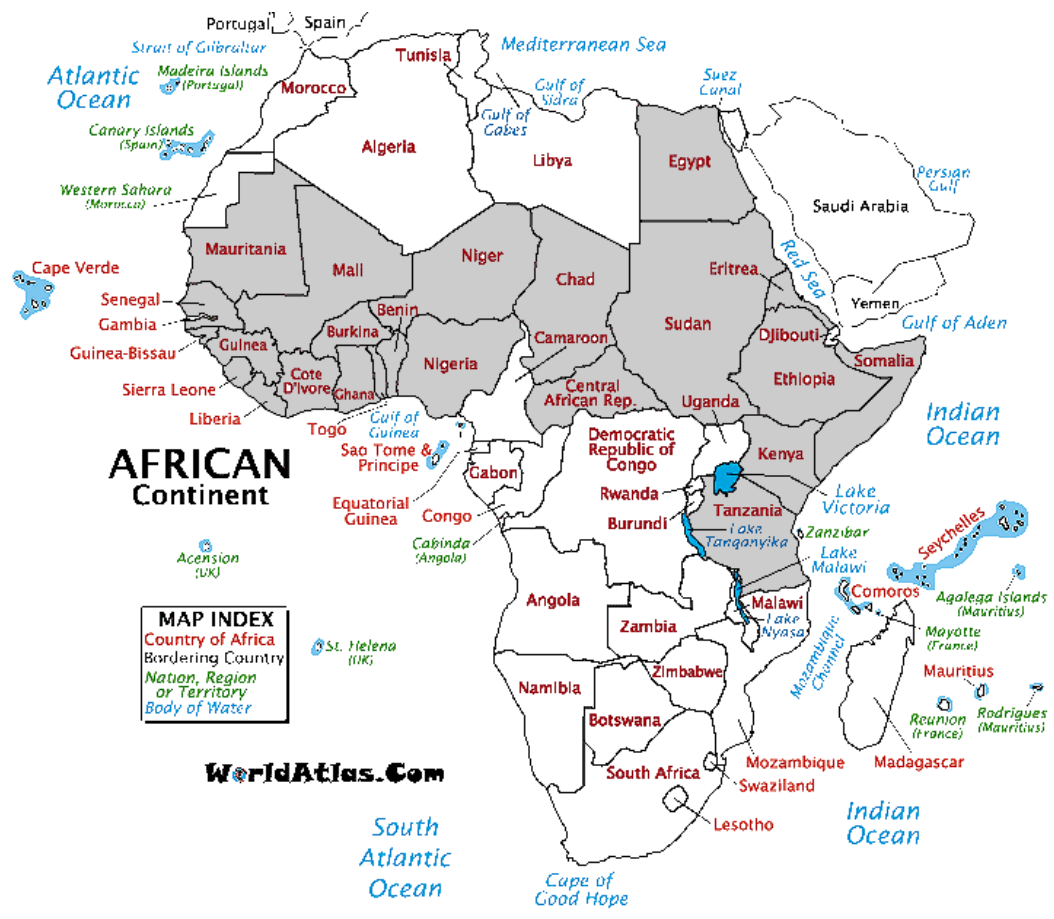 Portugal
Spain
Strait of Gilbraltar
Mediterranean Sea
Atlantic
Ocean
Madeira Islands
(Portugal)
Tunisia
Morocco
Gulf of
Sidra
Suez
Canal
Gulf of
Gabes
Canary Islands
(Spain)
Algeria
Libya
Egypt
Persian
Gulf
Western Sahara
(Morocco)
Saudi Arabia
Cape Verde
Mauritania
Mali
Niger
Chad
Eritrea
Red Sea
Senegal
Gambia
Benin
Sudan
Yemen
Gulf of Aden
Guinea-Bissau
Guinea
Burkina
Nigeria
Camaroon
Djibouti
Somalia
Sierra Leone
Cote
D'Ivore
Ghana
Central
African Rep.
Ethiopia
Liberia
Togo
Gulf of
Guinea
Uganda
Indian
Ocean
Sao Tome &
Principe
Democratic
Republic of
Congo
Kenya
AFRICAN
Continent
Gabon
Rwanda
Lake
Victoria
Equatorial
Guinea
Congo
Burundi
Tanzania
Lake
Tanganyika
Zanzibar
Seychelles
Cabinda
(Angola)
Lake
Malawi
Acension
(UK)
Angola
Malawi
Lake
Nyasa
Comoros
Agalega Islands
(Mauritius)
MAP INDEX
Country of Africa
Bordering Country
Nation, Region
or Territory
Body of Water
St. Helena
(UK)
Zambia
Mozambique
Channel
Mayotte
(France)
Zimbabwe
Mauritius
Namibia
Botswana
Reunion
(France)
Rodrigues
(Mauritius)
WorldAtlas.Com
South Africa
Mozambique
Madagascar
Swaziland
Lesotho
Indian
Ocean
South
Atlantic
Ocean
Cape of
Good Hope